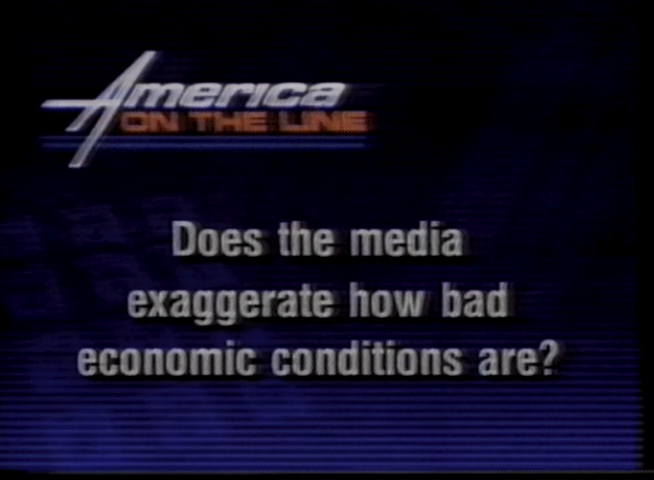 America
ON THE LINE
Does the media
exaggerate how bad
economic conditions are?